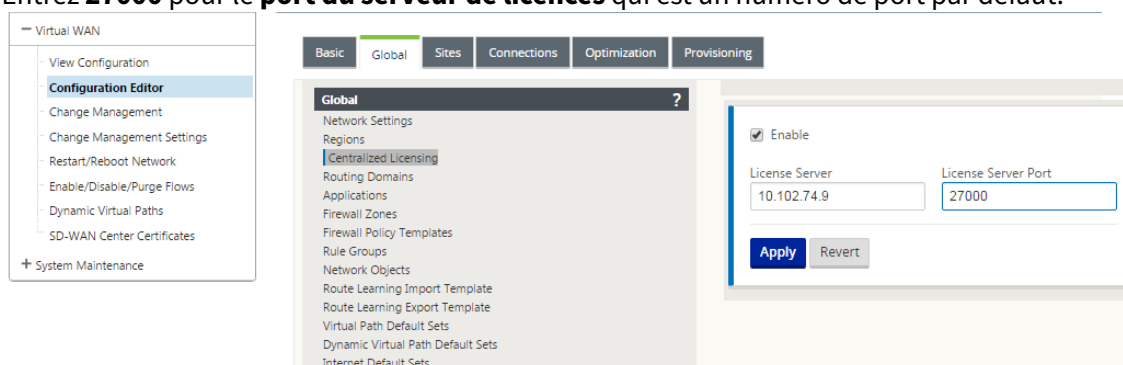 Entrez 27000 pour le port du serveur de licences qui est un numéro de port par défaut.
Virtual WAN
View Configuration
Configuration Editor
Change Management
Change Management Settings
Restart/Reboot Network
Enable/Disable/Purge Flows
Dynamic Virtual Paths
SD-WAN Center Certificates
System Maintenance
Basic Global Sites Connections Optimization Provisioning
Global ?
Network Settings
Regions
Centralized Licensing
Routing Domains
Applications
Firewall Zones
Firewall Policy Templates
Rule Groups
Network Objects
Route Learning Import Template
Route Learning Export Template
Virtual Path Default Sets
Dynamic Virtual Path Default Sets
Internet Default Sets
Enable
License Server License Server Port
10.102.74.9 27000
Apply Revert